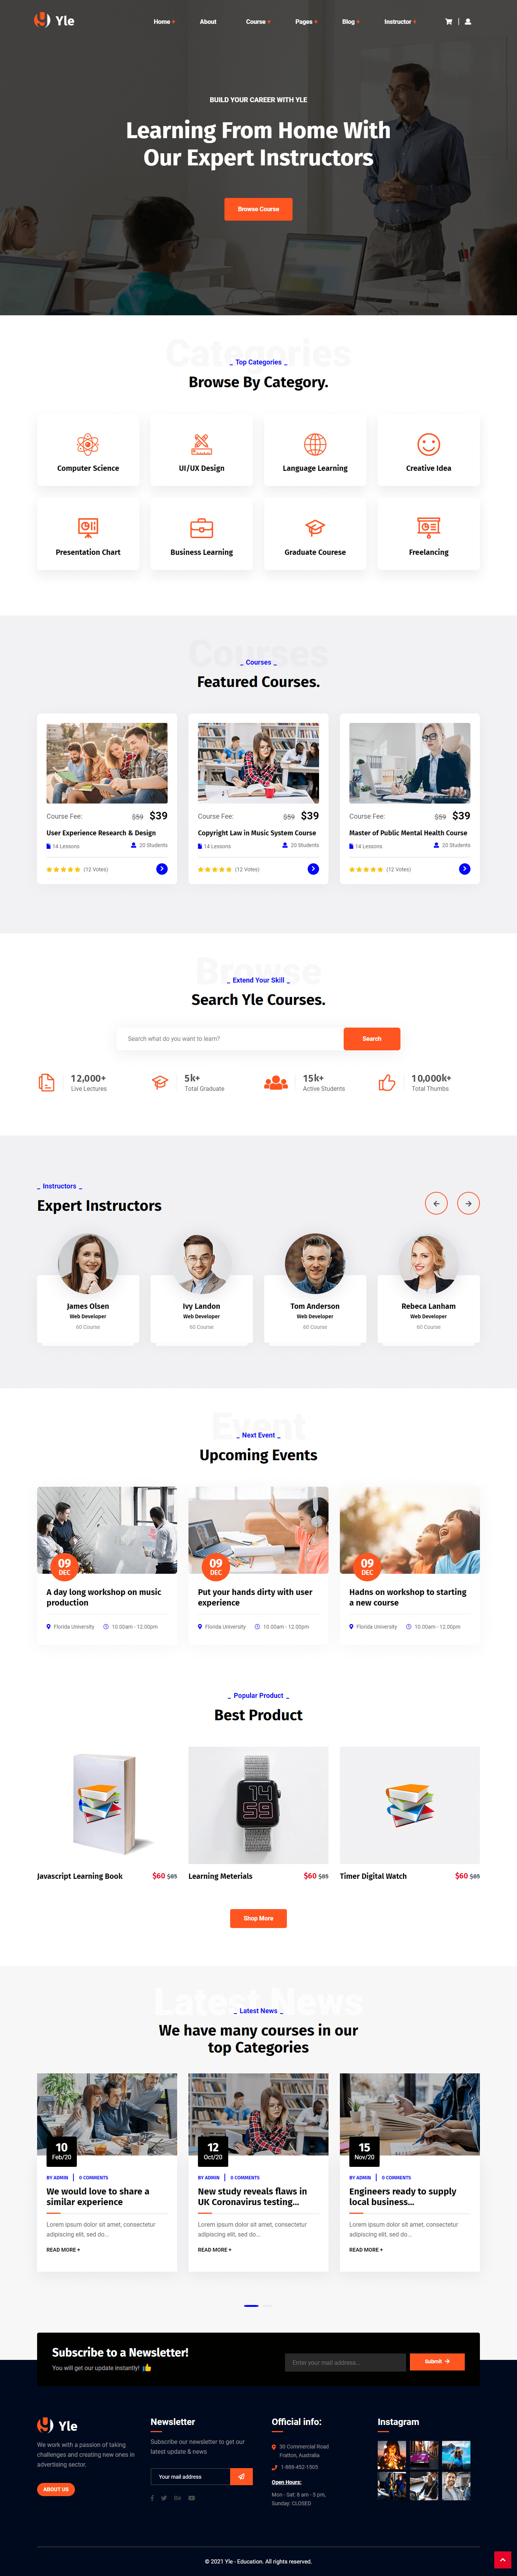 Yle
Home + About Course + Pages + Blog + Instructor +
BUILD YOUR CAREER WITH YLE
Learning From Home With
Our Expert Instructors
Browse Course
Categories
_ Top Categories _
Browse By Category.
Computer Science
UI/UX Design
Language Learning
Creative Idea
Presentation Chart
Business Learning
Graduate Courese
Freelancing
Courses
_ Courses _
Featured Courses.
Course Fee: $59 $39
User Experience Research & Design
14 Lessons 20 Students
(12 Votes)
Course Fee: $59 $39
Copyright Law in Music System Course
14 Lessons 20 Students
(12 Votes)
Course Fee: $59 $39
Master of Public Mental Health Course
14 Lessons 20 Students
(12 Votes)
Browse
_ Extend Your Skill _
Search Yle Courses.
Search what do you want to learn?
Search
12,000+
Live Lectures
5k+
Total Graduate
15k+
Active Students
10,000k+
Total Thumbs
_ Instructors _
Expert Instructors
James Olsen
Web Developer
60 Course
Ivy Landon
Web Developer
60 Course
Tom Anderson
Web Developer
60 Course
Rebeca Lanham
Web Developer
60 Course
Event
_ Next Event _
Upcoming Events
09
DEC
A day long workshop on music
production
Florida University 10.00am - 12.00pm
09
DEC
Put your hands dirty with user
experience
Florida University 10.00am - 12.00pm
09
DEC
Hadns on workshop to starting
a new course
Florida University 10.00am - 12.00pm
_ Popular Product _
Best Product
Javascript Learning Book $60 $85
10:
59
Learning Meterials $60 $85
Timer Digital Watch $60 $85
Shop More
Latest News
_ Latest News _
We have many courses in our
top Categories
10
Feb/20
BY ADMIN | 0 COMMENTS
We would love to share a
similar experience
Lorem ipsum dolor sit amet, consectetur
adipiscing elit, sed do...
READ MORE +
12
Oct/20
BY ADMIN | 0 COMMENTS
New study reveals flaws in
UK Coronavirus testing...
Lorem ipsum dolor sit amet, consectetur
adipiscing elit, sed do...
READ MORE +
15
Nov/20
BY ADMIN | 0 COMMENTS
Engineers ready to supply
local business...
Lorem ipsum dolor sit amet, consectetur
adipiscing elit, sed do...
READ MORE +
Subscribe to a Newsletter!
You will get our update instantly!
Enter your mail address...
Submit
Yle
We work with a passion of taking
challenges and creating new ones in
advertising sector.
ABOUT US
Newsletter
Subscribe our newsletter to get our
latest update & news
Your mail address
Official info:
30 Commercial Road
Fratton, Australia
1-888-452-1505
Open Hours:
Mon - Sat: 8 am - 5 pm,
Sunday: CLOSED
Instagram
© 2021 Yle - Education. All rights reserved.